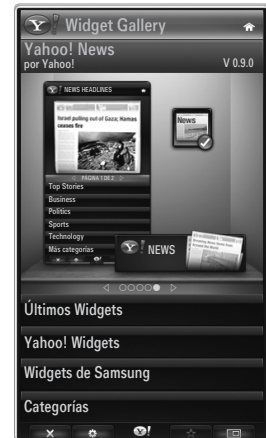 Y! Widget Gallery
Yahoo! News
por Yahoo! V 0.9.0
Y! NEWS HEADLINES
Israel pulling out of Gaza; Hamas
ceases fire
PÁGINA 1 DE 2
Top Stories
Business
Politics
Sports
Technology
Más categorías
News
Y! NEWS
Últimos Widgets
Yahoo! Widgets
Widgets de Samsung
Categorías
Y!